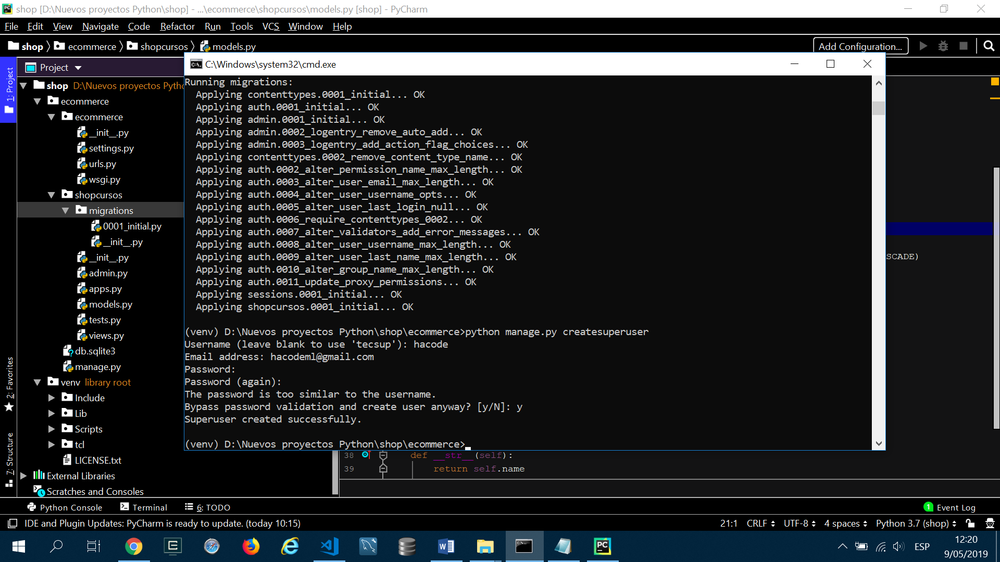 shop [D:\Nuevos proyectos Python\shop] - ...\ecommerce\shopcursos\models.py [shop] - PyCharm
File Edit View Navigate Code Refactor Run Tools VCS Window Help
shop ecommerce shopcursos models.py Add Configuration...
C:\Windows\system32\cmd.exe
1: Project
2: Favorites
7: Structure
Project
shop D:\Nuevos proyectos Pytho
ecommerce
ecommerce
__init__.py
settings.py
urls.py
wsgi.py
shopcursos
migrations
0001_initial.py
__init__.py
__init__.py
admin.py
apps.py
models.py
tests.py
views.py
db.sqlite3
manage.py
venv library root
Include
Lib
Scripts
tcl
LICENSE.txt
External Libraries
Scratches and Consoles
Running migrations:
Applying contenttypes.0001_initial... OK
Applying auth.0001_initial... OK
Applying admin.0001_initial... OK
Applying admin.0002_logentry_remove_auto_add... OK
Applying admin.0003_logentry_add_action_flag_choices... OK
Applying contenttypes.0002_remove_content_type_name... OK
Applying auth.0002_alter_permission_name_max_length... OK
Applying auth.0003_alter_user_email_max_length... OK
Applying auth.0004_alter_user_username_opts... OK
Applying auth.0005_alter_user_last_login_null... OK
Applying auth.0006_require_contenttypes_0002... OK
Applying auth.0007_alter_validators_add_error_messages... OK
Applying auth.0008_alter_user_username_max_length... OK
Applying auth.0009_alter_user_last_name_max_length... OK
Applying auth.0010_alter_group_name_max_length... OK
Applying auth.0011_update_proxy_permissions... OK
Applying sessions.0001_initial... OK
Applying shopcursos.0001_initial... OK
(venv) D:\Nuevos proyectos Python\shop\ecommerce>python manage.py createsuperuser
Username (leave blank to use 'tecsup'): hacode
Email address: hacodeml@gmail.com
Password:
Password (again):
The password is too similar to the username.
Bypass password validation and create user anyway? [y/N]: y
Superuser created successfully.
(venv) D:\Nuevos proyectos Python\shop\ecommerce>
SCADE)
38 def __str__(self):
39 return self.name
Python Console Terminal 6: TODO 1 Event Log
IDE and Plugin Updates: PyCharm is ready to update. (today 10:15) 21:1 CRLF UTF-8 4 spaces Python 3.7 (shop)
ESP
12:20
9/05/2019